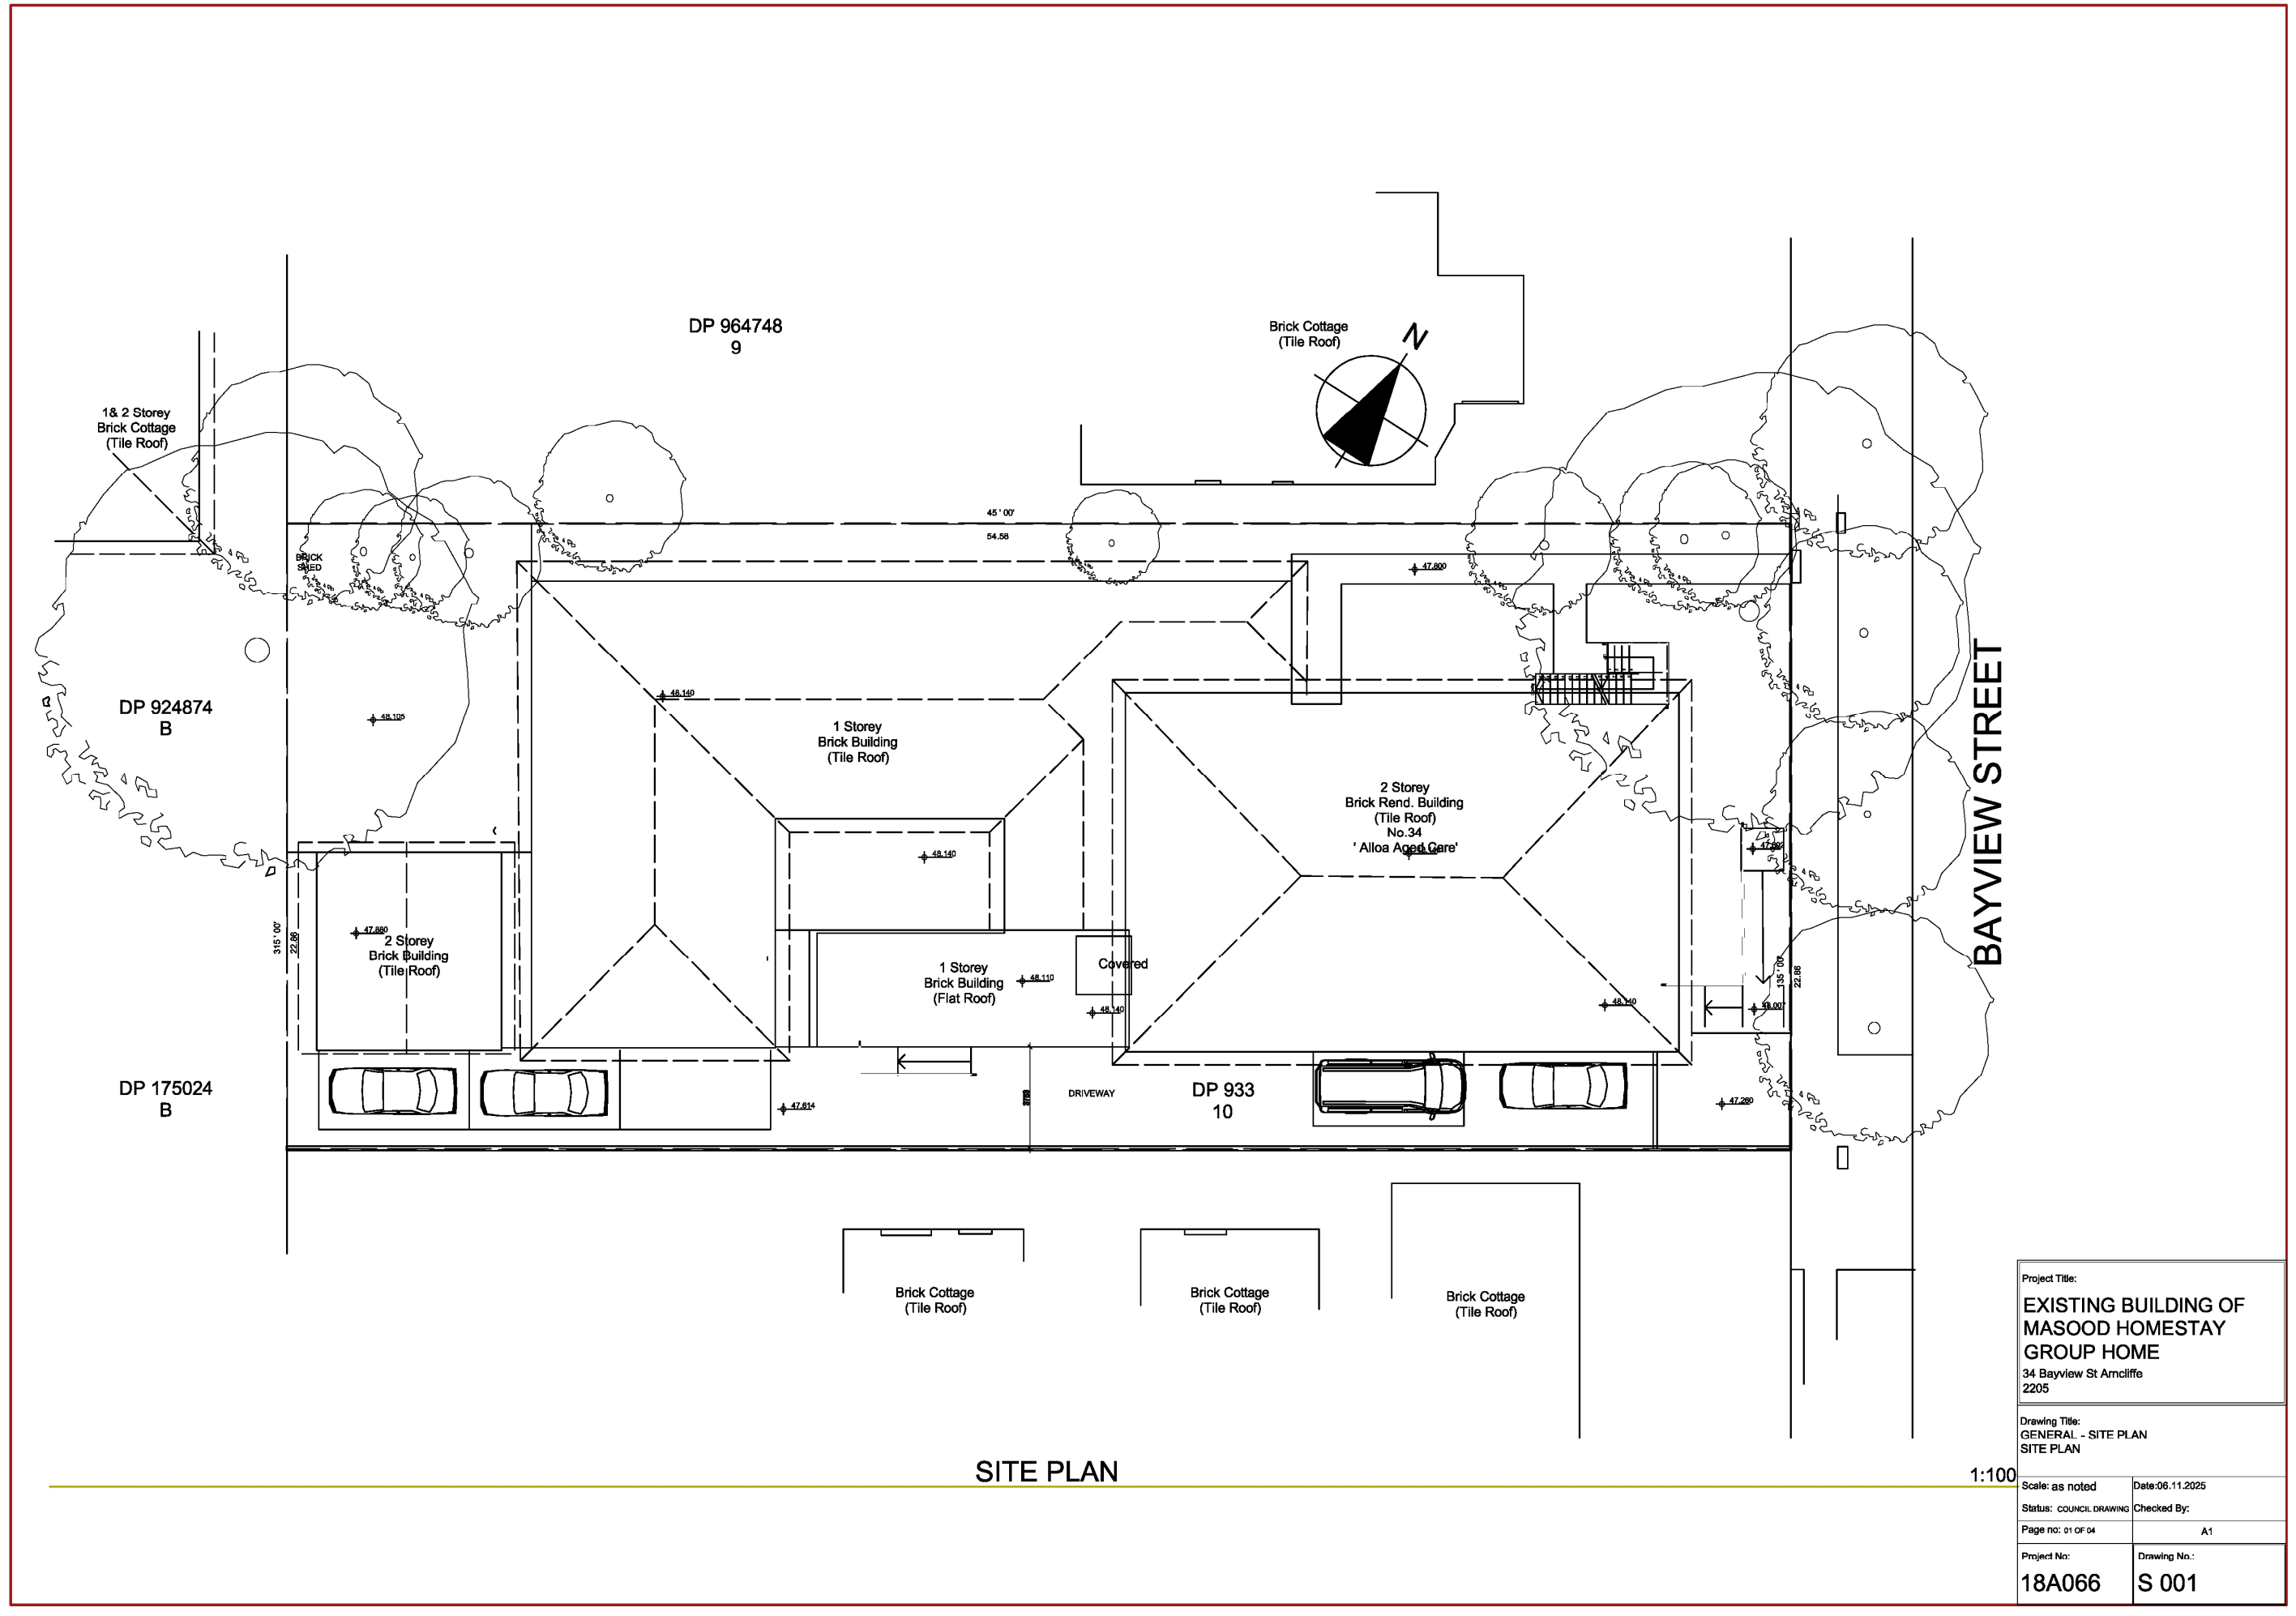 DP 964748
9
Brick Cottage
(Tile Roof)
N
1& 2 Storey
Brick Cottage
(Tile Roof)
45 ' 00'
54.58
BRICK
SHED
47.800
48.140
48.105
DP 924874
B
1 Storey
Brick Building
(Tile Roof)
2 Storey
Brick Rend. Building
(Tile Roof)
No.34
' Alloa Aged Care'
48.140
BAYVIEW STREET
315 ' 00'
22.86
47.880
2 Storey
Brick Building
(Tile Roof)
1 Storey
Brick Building
(Flat Roof)
48.110
Covered
48.140
48.140
135 ' 00'
22.86
DP 175024
B
47.614
DRIVEWAY
DP 933
10
47.260
Brick Cottage
(Tile Roof)
Brick Cottage
(Tile Roof)
Brick Cottage
(Tile Roof)
SITE PLAN
1:100
Project Title:
EXISTING BUILDING OF
MASOOD HOMESTAY
GROUP HOME
34 Bayview St Arncliffe
2205
Drawing Title:
GENERAL - SITE PLAN
SITE PLAN
Scale: as noted
Date:06.11.2025
Status: COUNCIL DRAWING
Checked By:
Page no: 01 OF 04
A1
Project No:
18A066
Drawing No.:
S 001